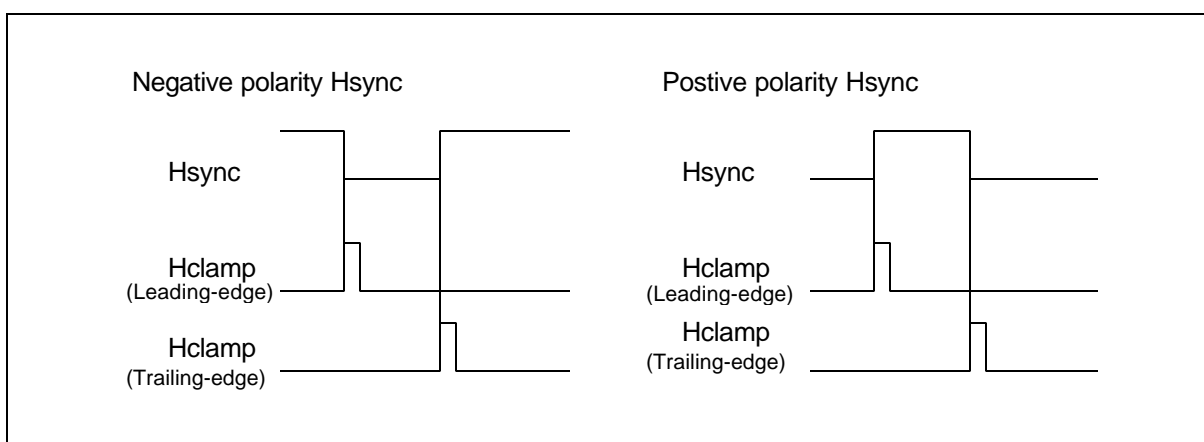 Negative polarity Hsync
Hsync
Hclamp
(Leading-edge)
Hclamp
(Trailing-edge)
Postive polarity Hsync
Hsync
Hclamp
(Leading-edge)
Hclamp
(Trailing-edge)